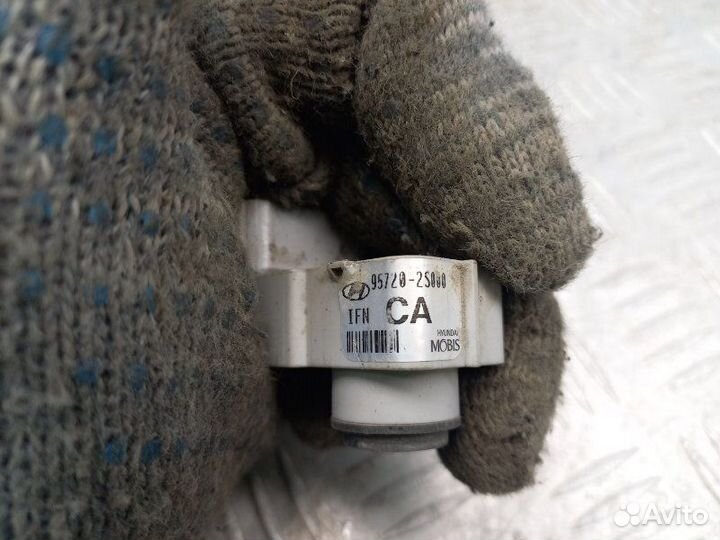 95720-2S000
IFN CA
HYUNDAI
MOBIS
Avito